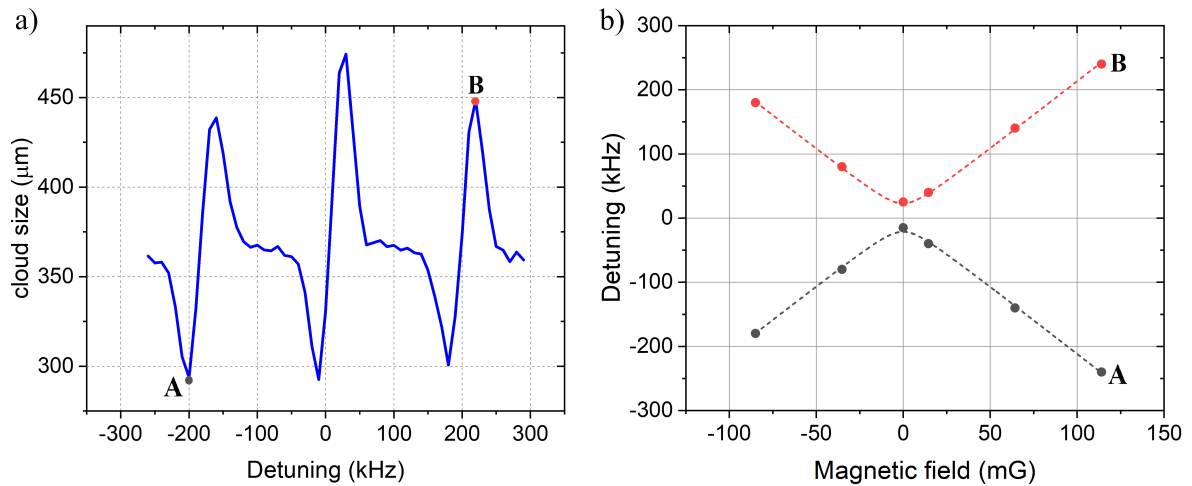 a)
cloud size (μm)
450
400
350
300
A
B
-300 -200 -100 0 100 200 300
Detuning (kHz)
b)
Detuning (kHz)
300
200
100
0
-100
-200
-300
B
A
-100 -50 0 50 100 150
Magnetic field (mG)